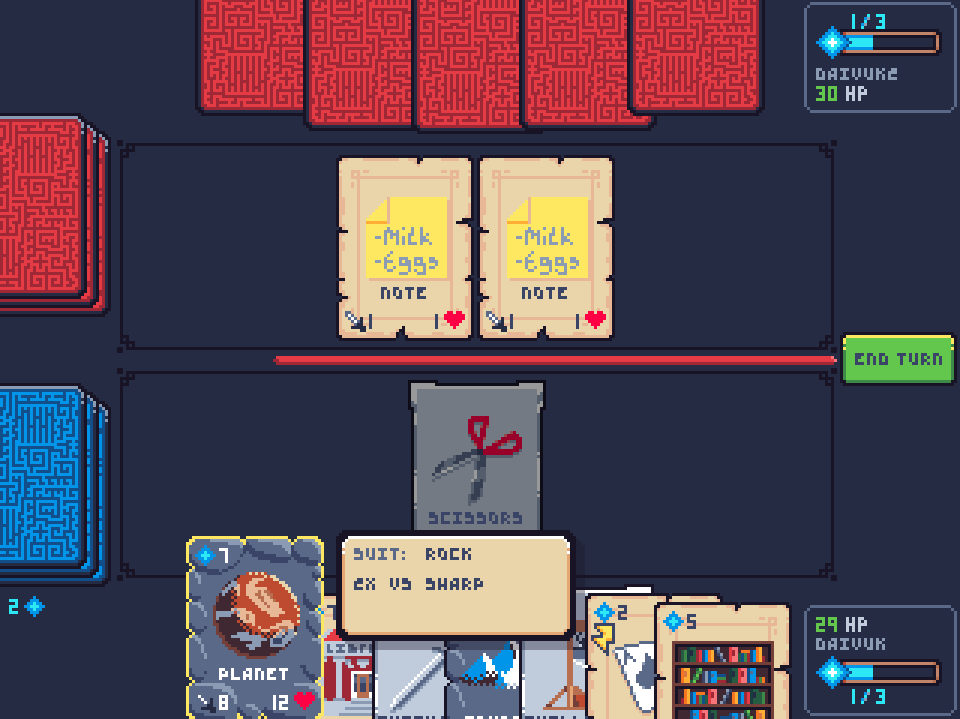 1/3
DAIVUK2
30 HP
-Milk
-Eggs
NOTE
1 1
-Milk
-Eggs
NOTE
1 1
END TURN
SCISSORS
SUIT: ROCK
2X VS SHARP
7
PLANET
8 12
7
2
5
2
29 HP
DAIVUK
1/3